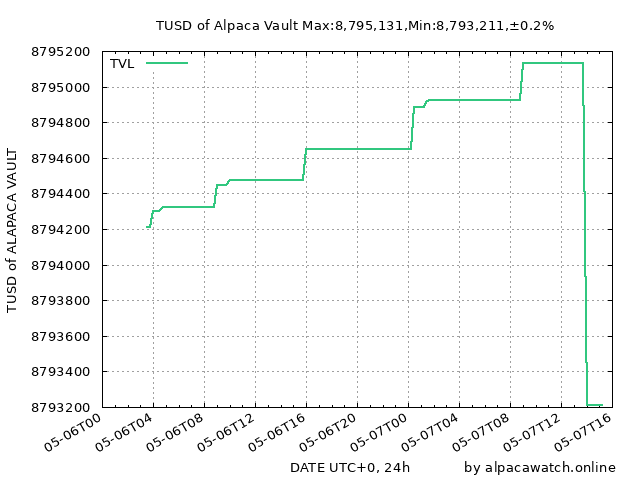 TUSD of Alpaca Vault Max:8,795,131,Min:8,793,211,±0.2%
8795200
TVL
8795000
8794800
8794600
8794400
8794200
8794000
8793800
8793600
8793400
8793200
TUSD of ALAPACA VAULT
05-06T00
05-06T04
05-06T08
05-06T12
05-06T16
05-06T20
05-07T00
05-07T04
05-07T08
05-07T12
05-07T16
DATE UTC+0, 24h
by alpacawatch.online